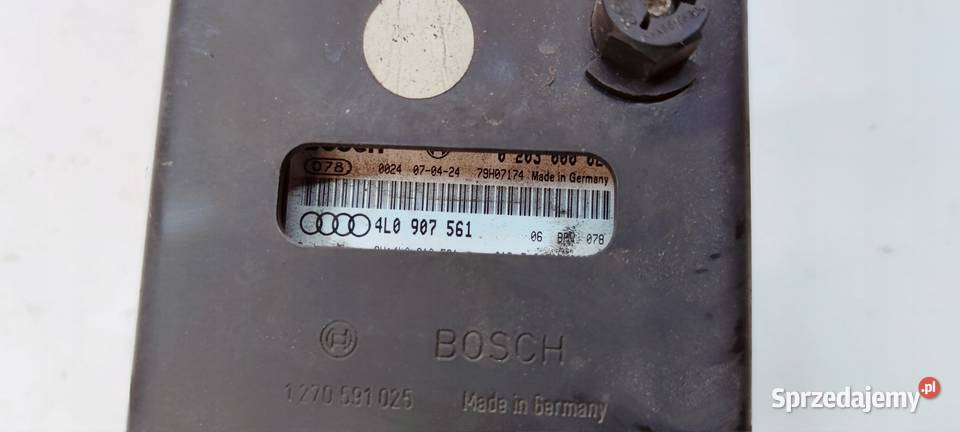 078 0024 07-04-24 79H07174 Made in Germany
4L0 907 561 06 078
BOSCH
1 270 591 025 Made in Germany
Sprzedajemy.pl